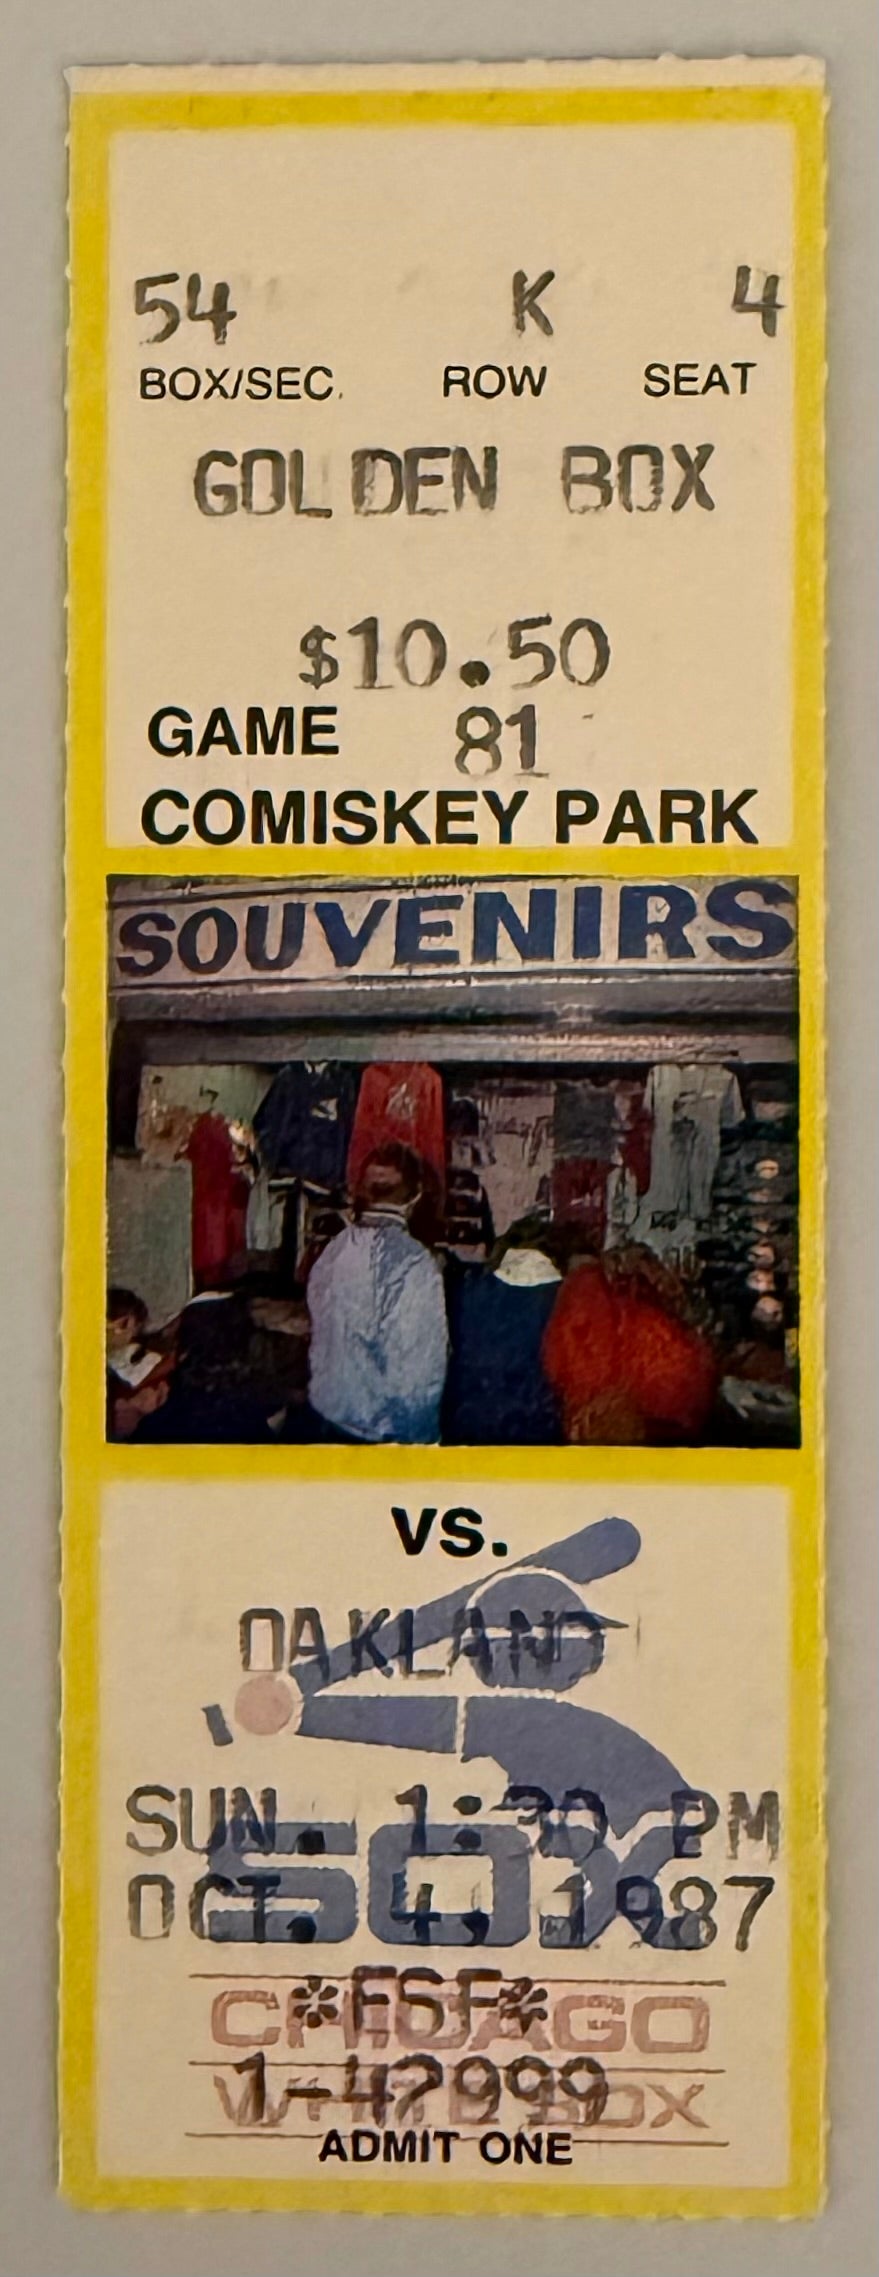 54 K 4
BOX/SEC. ROW SEAT
GOLDEN BOX
$10.50
GAME 81
COMISKEY PARK
SOUVENIRS
VS.
OAKLAND
SUN. 1:30 PM
SOX
OCT. 4, 1987
*FSF*
CHICAGO
1-42999
WHITE SOX
ADMIT ONE